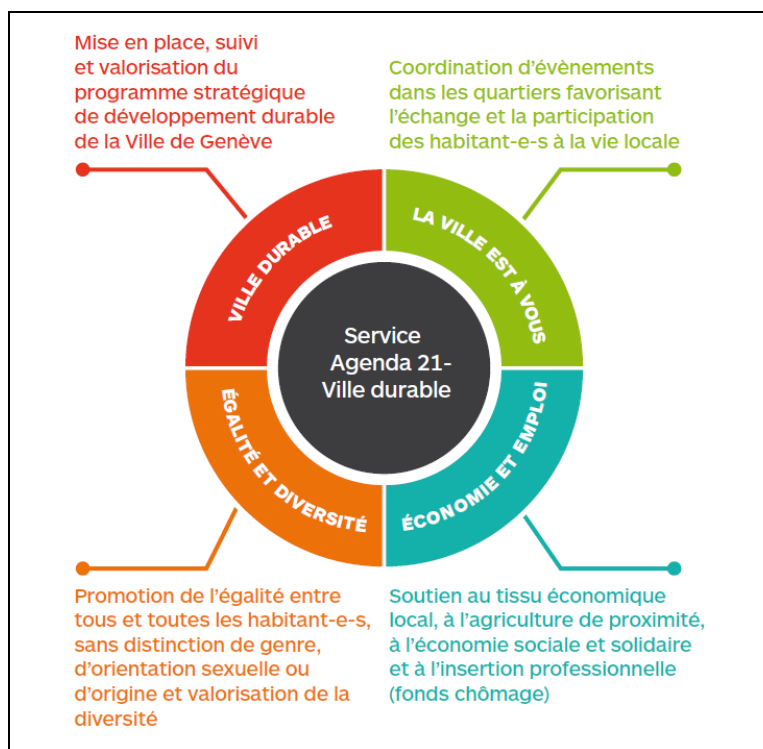 Mise en place, suivi
et valorisation du
programme stratégique
de développement durable
de la Ville de Genève
Coordination d'évènements
dans les quartiers favorisant
l'échange et la participation
des habitant-e-s à la vie locale
VILLE DURABLE
LA VILLE EST À VOUS
Service
Agenda 21-
Ville durable
ÉGALITÉ ET DIVERSITÉ
ÉCONOMIE ET EMPLOI
Promotion de l'égalité entre
tous et toutes les habitant-e-s,
sans distinction de genre,
d'orientation sexuelle ou
d'origine et valorisation de la
diversité
Soutien au tissu économique
local, à l'agriculture de proximité,
à l'économie sociale et solidaire
et à l'insertion professionnelle
(fonds chômage)